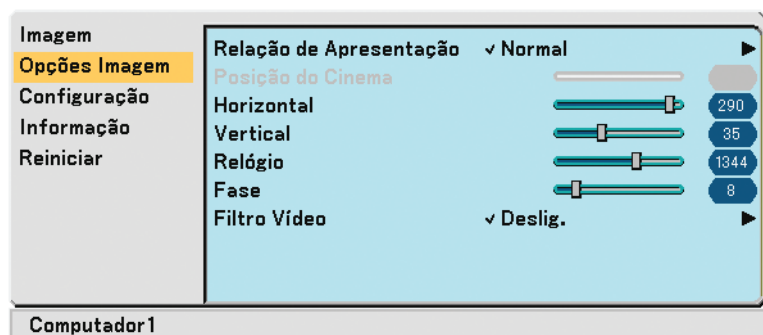 Imagem
Opções Imagem
Configuração
Informação
Reiniciar
Relação de Apresentação ✓ Normal
Posição do Cinema
Horizontal 290
Vertical 35
Relógio 1344
Fase 8
Filtro Vídeo ✓ Deslig.
Computador1